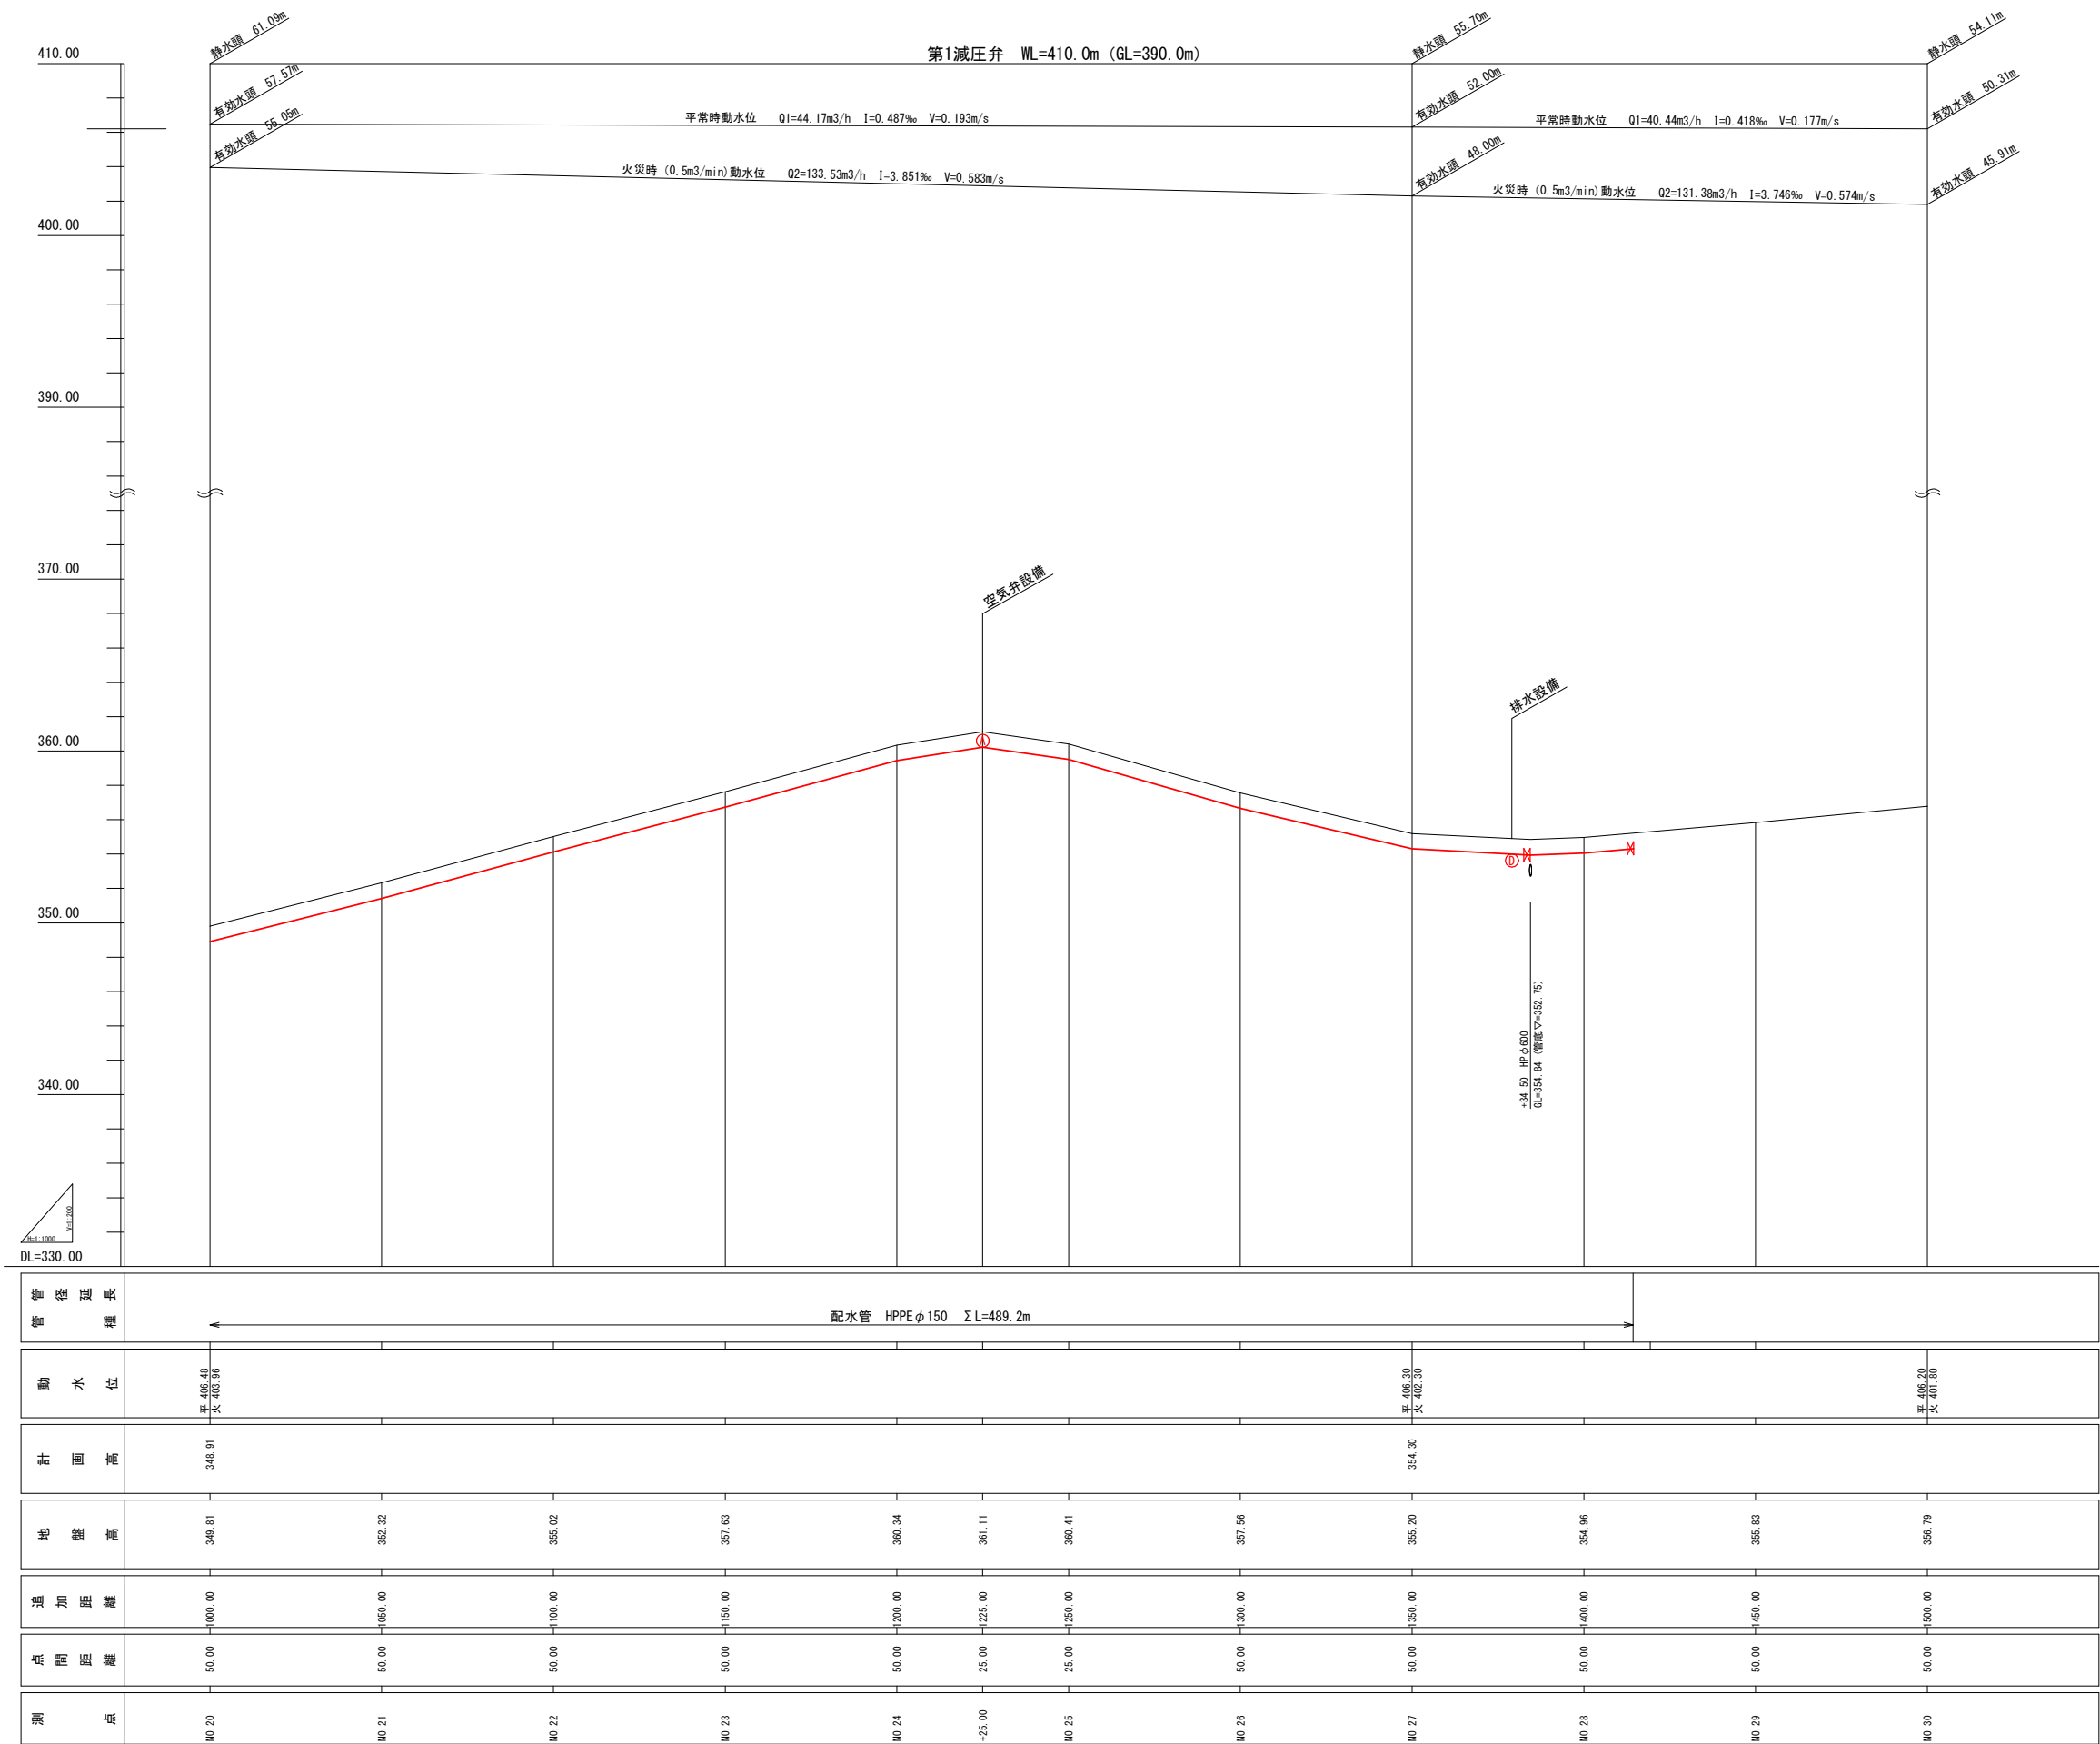 静水頭 61.09m
有効水頭 57.57m
有効水頭 55.05m
第1減圧弁 WL=410.0m (GL=390.0m)
静水頭 55.70m
有効水頭 52.00m
有効水頭 48.00m
静水頭 54.11m
有効水頭 50.31m
有効水頭 45.91m
平常時動水位 Q1=44.17m3/h I=0.487‰ V=0.193m/s
平常時動水位 Q1=40.44m3/h I=0.418‰ V=0.177m/s
火災時 (0.5m3/min)動水位 Q2=133.53m3/h I=3.851‰ V=0.583m/s
火災時 (0.5m3/min)動水位 Q2=131.38m3/h I=3.746‰ V=0.574m/s
410.00
400.00
390.00
370.00
360.00
350.00
340.00
空気弁設備
A
排水設備
D
+34.50 HPφ600
GL=354.84 (管底▽=352.75)
V=1:200
H=1:1000
DL=330.00
管径延長
管種
配水管 HPPEφ150 ΣL=489.2m
動水位
平 406.48
火 403.96
平 406.30
火 402.30
平 406.20
火 401.80
計画高
348.91
354.30
地盤高
349.81
352.32
355.02
357.63
360.34
361.11
360.41
357.56
355.20
354.96
355.83
356.79
追加距離
1000.00
1050.00
1100.00
1150.00
1200.00
1225.00
1250.00
1300.00
1350.00
1400.00
1450.00
1500.00
点間距離
50.00
50.00
50.00
50.00
50.00
25.00
25.00
50.00
50.00
50.00
50.00
50.00
測点
NO.20
NO.21
NO.22
NO.23
NO.24
+25.00
NO.25
NO.26
NO.27
NO.28
NO.29
NO.30